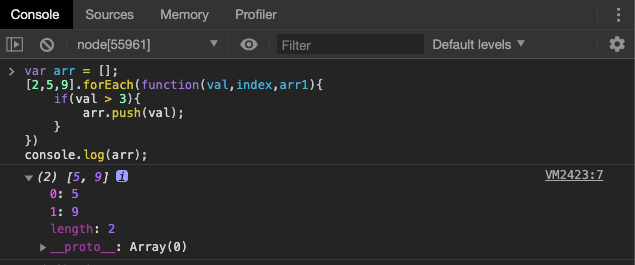 Console Sources Memory Profiler
node[55961] Filter Default levels
var arr = [];
[2,5,9].forEach(function(val,index,arr1){
    if(val > 3){
        arr.push(val);
    }
})
console.log(arr);
(2) [5, 9] i VM2423:7
0: 5
1: 9
length: 2
__proto__: Array(0)